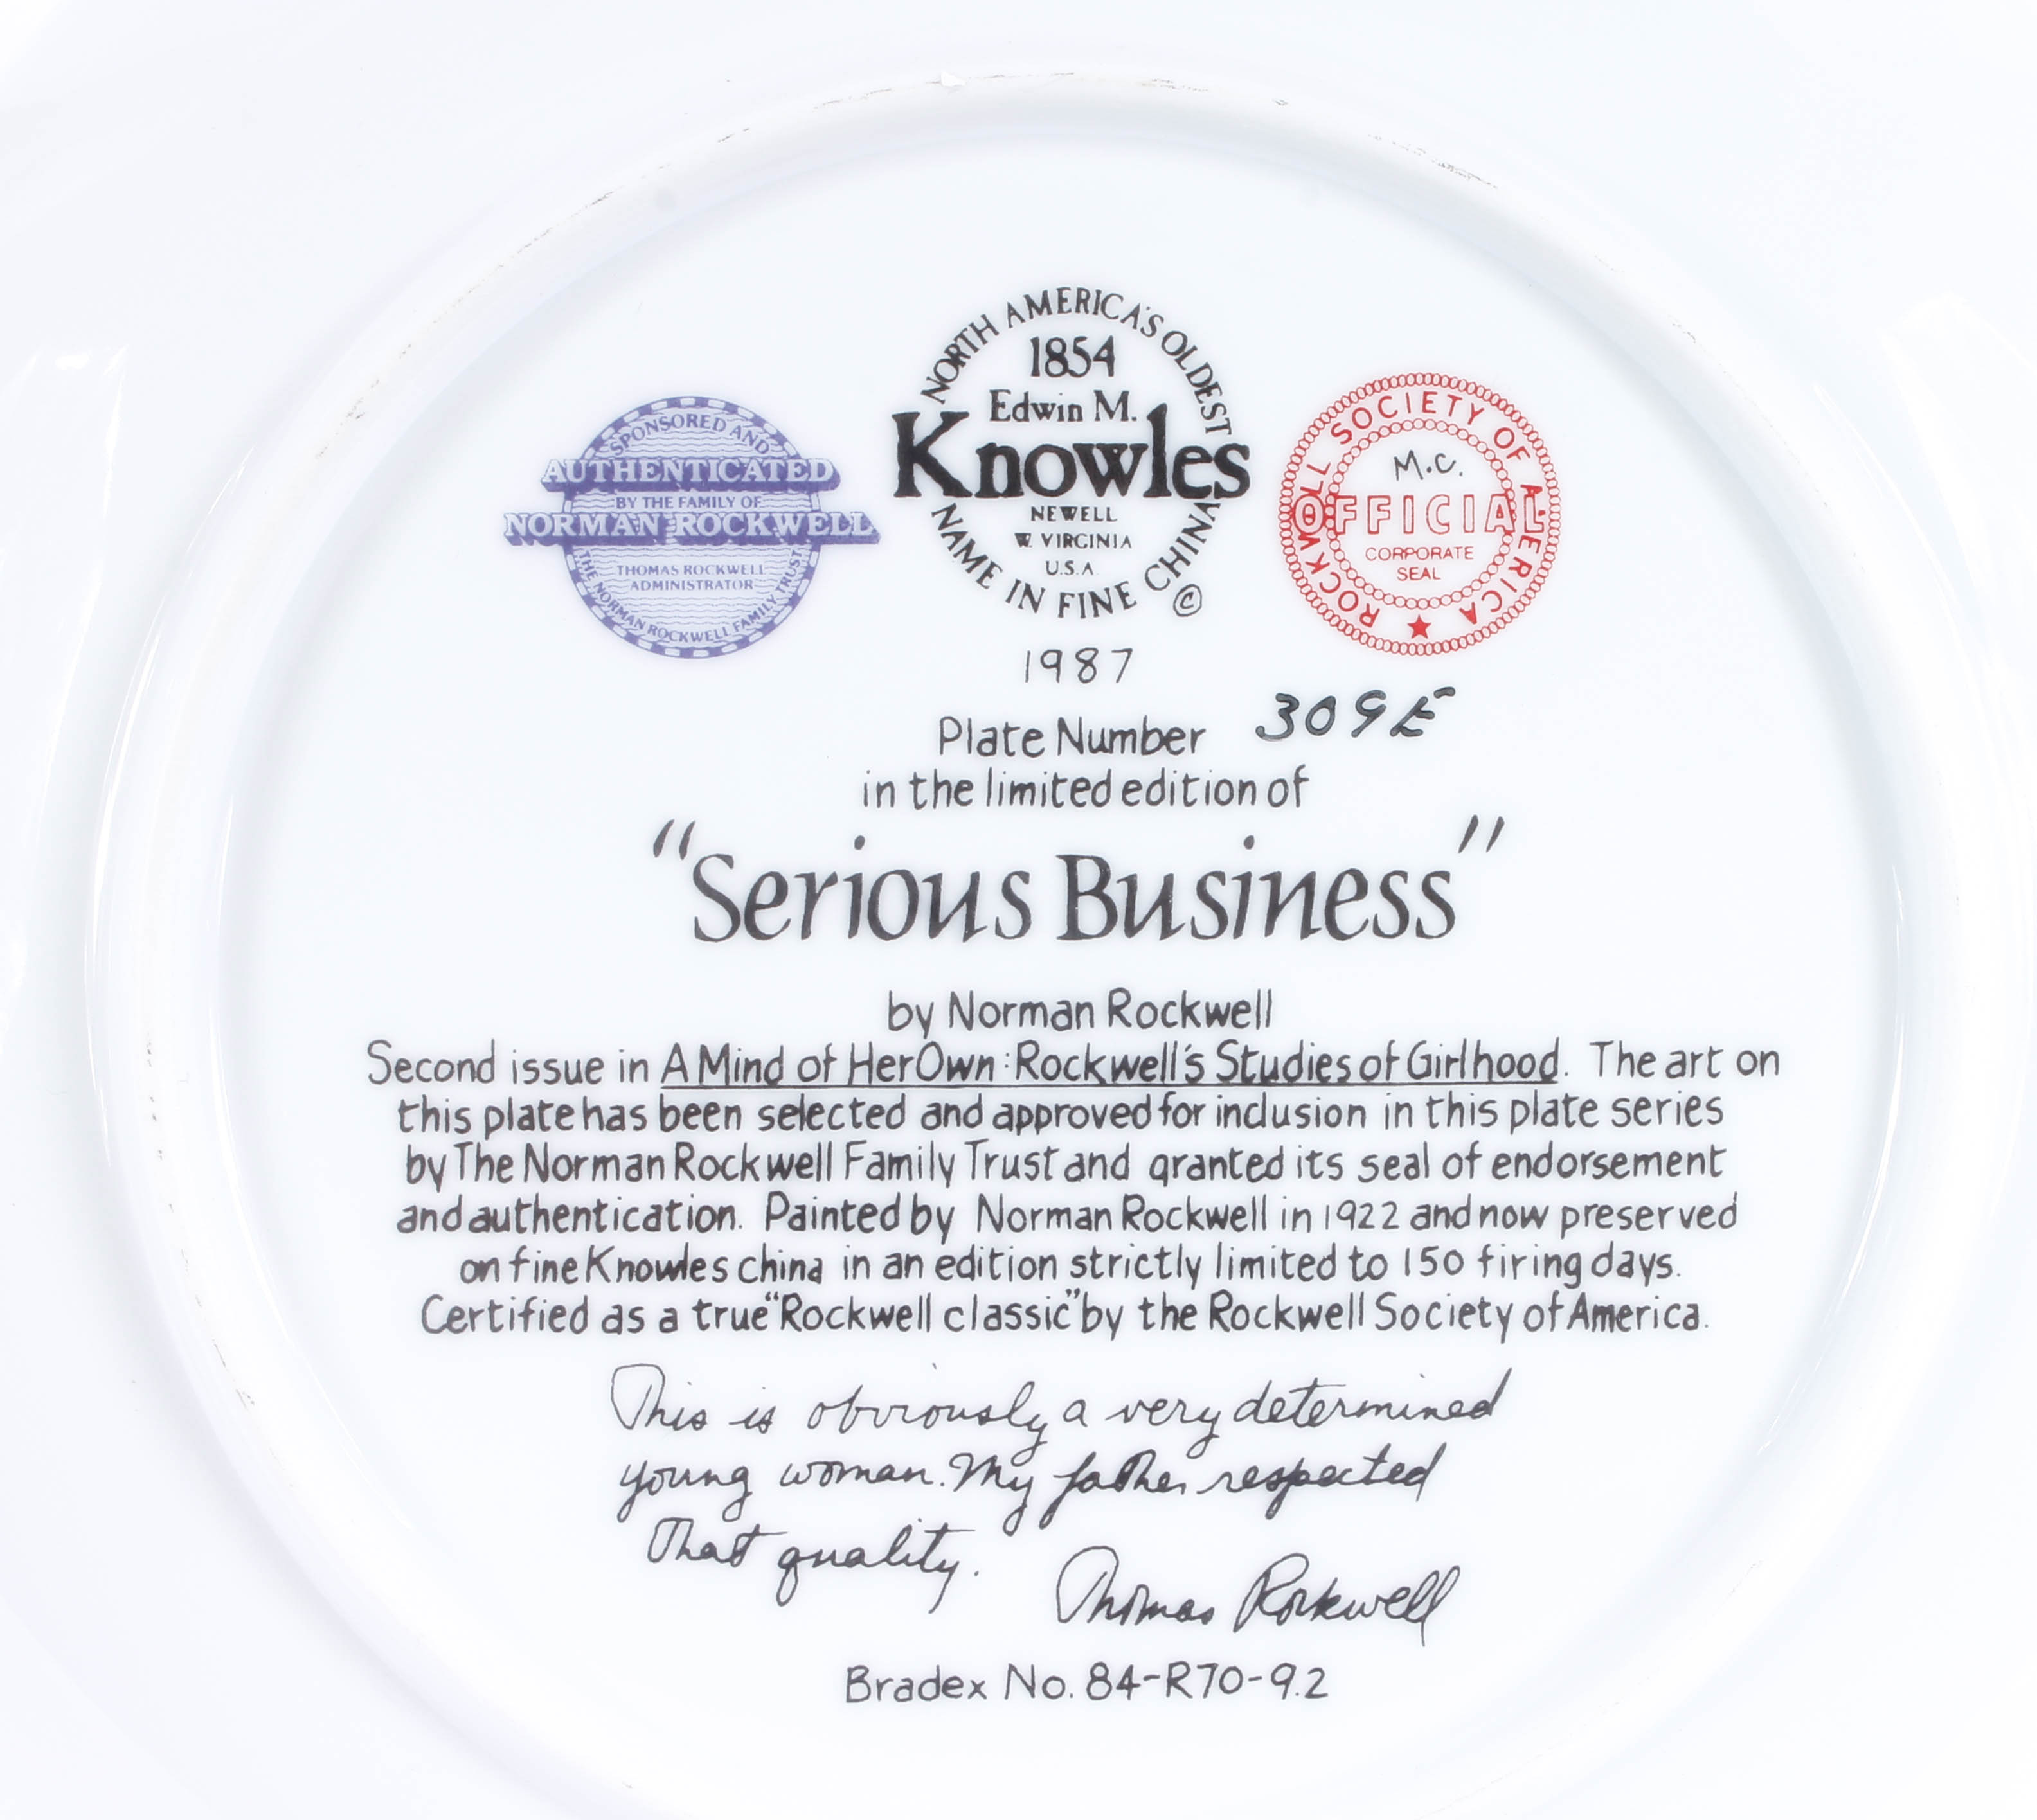 SPONSORED AND
AUTHENTICATED
BY THE FAMILY OF
NORMAN ROCKWELL
THOMAS ROCKWELL
ADMINISTRATOR
THE NORMAN ROCKWELL FAMILY TRUST
NORTH AMERICA'S OLDEST
1854
Edwin M.
Knowles
NEWELL
W. VIRGINIA
U.S.A
NAME IN FINE CHINA
©
ROCKWELL SOCIETY OF AMERICA
M.C.
OFFICIAL
CORPORATE
SEAL
★
1987
Plate Number 309E
in the limited edition of
"Serious Business"
by Norman Rockwell
Second issue in A Mind of Her Own: Rockwell's Studies of Girlhood. The art on
this plate has been selected and approved for inclusion in this plate series
by The Norman Rockwell Family Trust and granted its seal of endorsement
and authentication. Painted by Norman Rockwell in 1922 and now preserved
on fine Knowles china in an edition strictly limited to 150 firing days.
Certified as a true "Rockwell classic" by the Rockwell Society of America.
This is obviously a very determined
young woman. My father respected
that quality.
Thomas Rockwell
Bradex No. 84-R70-9.2